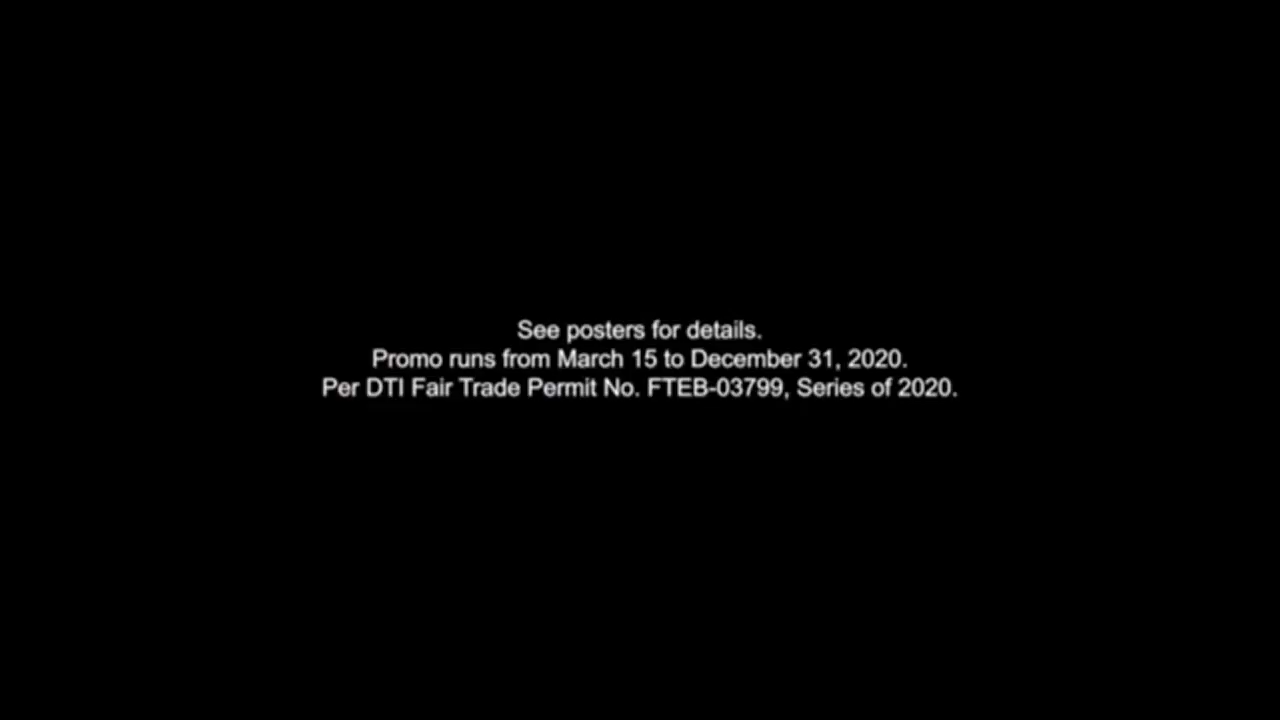 See posters for details.
Promo runs from March 15 to December 31, 2020.
Per DTI Fair Trade Permit No. FTEB-03799, Series of 2020.